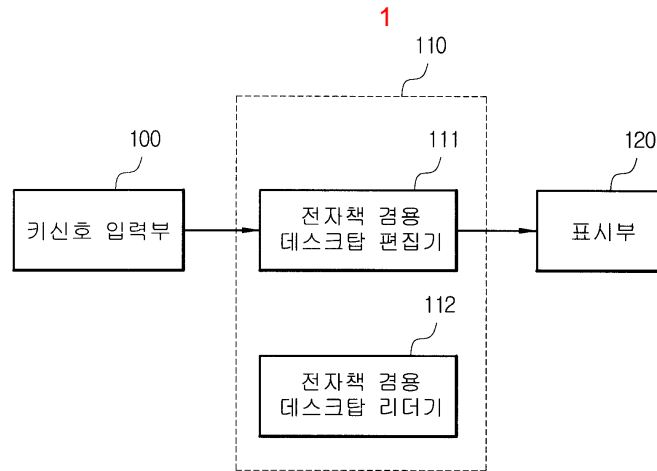 1
110
100
111
120
키신호 입력부
전자책 겸용
데스크탑 편집기
표시부
112
전자책 겸용
데스크탑 리더기